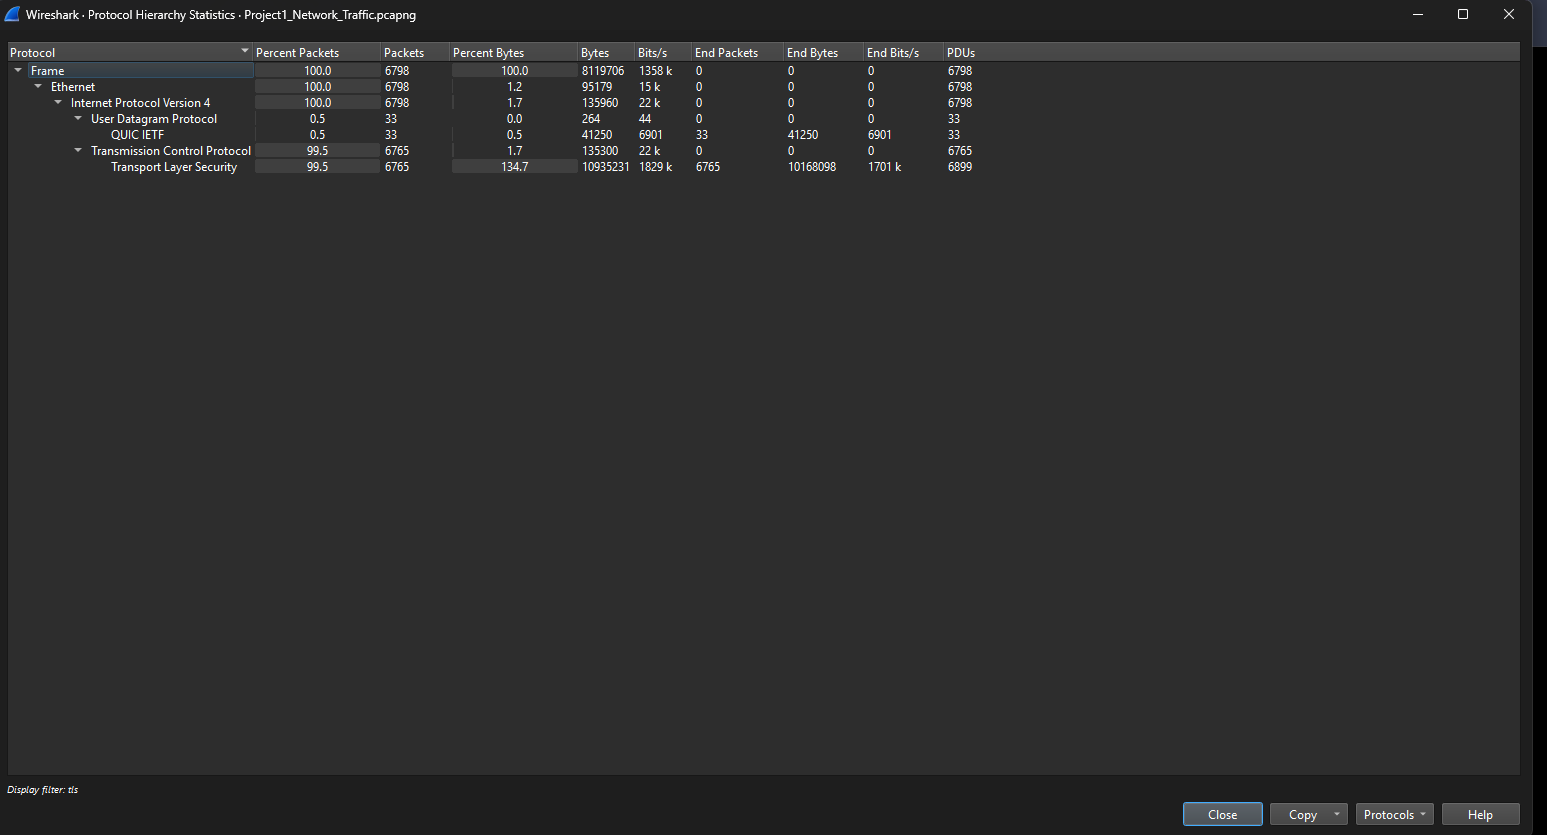 Wireshark · Protocol Hierarchy Statistics · Project1_Network_Traffic.pcapng
Protocol Percent Packets Packets Percent Bytes Bytes Bits/s End Packets End Bytes End Bits/s PDUs
Frame 100.0 6798 100.0 8119706 1358 k 0 0 0 6798
Ethernet 100.0 6798 1.2 95179 15 k 0 0 0 6798
Internet Protocol Version 4 100.0 6798 1.7 135960 22 k 0 0 0 6798
User Datagram Protocol 0.5 33 0.0 264 44 0 0 0 33
QUIC IETF 0.5 33 0.5 41250 6901 33 41250 6901 33
Transmission Control Protocol 99.5 6765 1.7 135300 22 k 0 0 0 6765
Transport Layer Security 99.5 6765 134.7 10935231 1829 k 6765 10168098 1701 k 6899
Display filter: tls
Close Copy Protocols Help